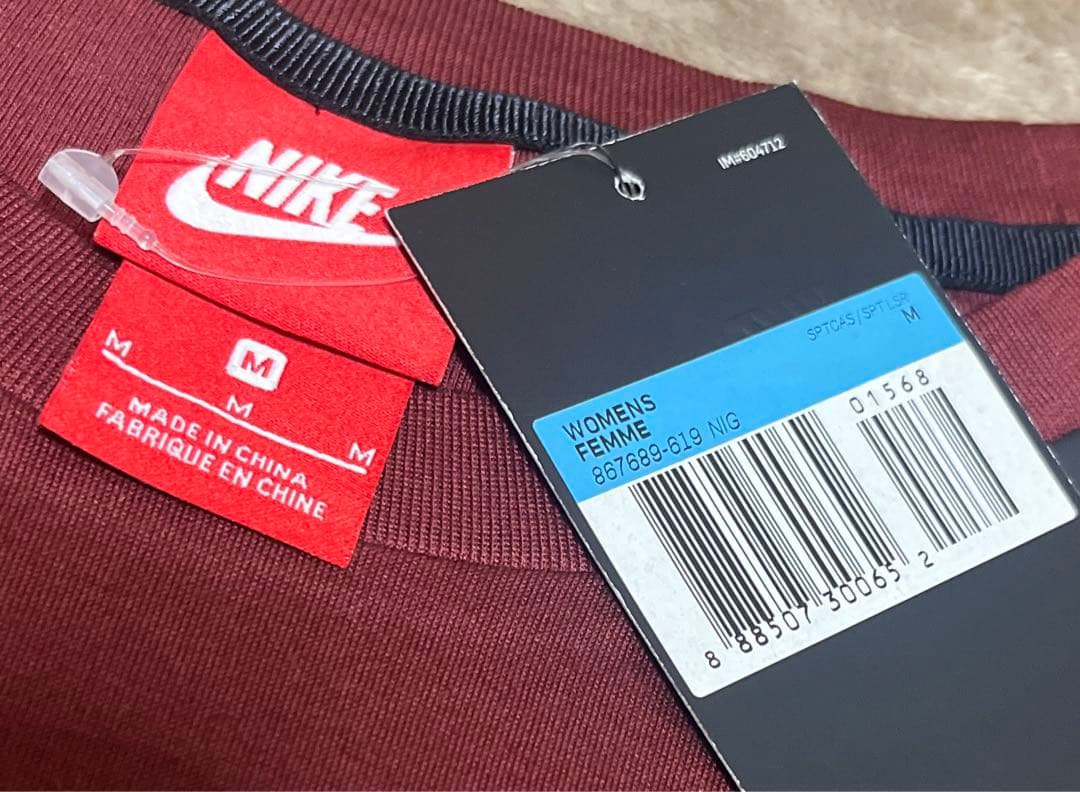 NIKE
M
M
M
M
MADE IN CHINA
FABRIQUE EN CHINE
IM#604712
SPTCAS/SPT LSR
M
WOMENS
FEMME
867689-619 N/G
01568
8 88507 30065 2